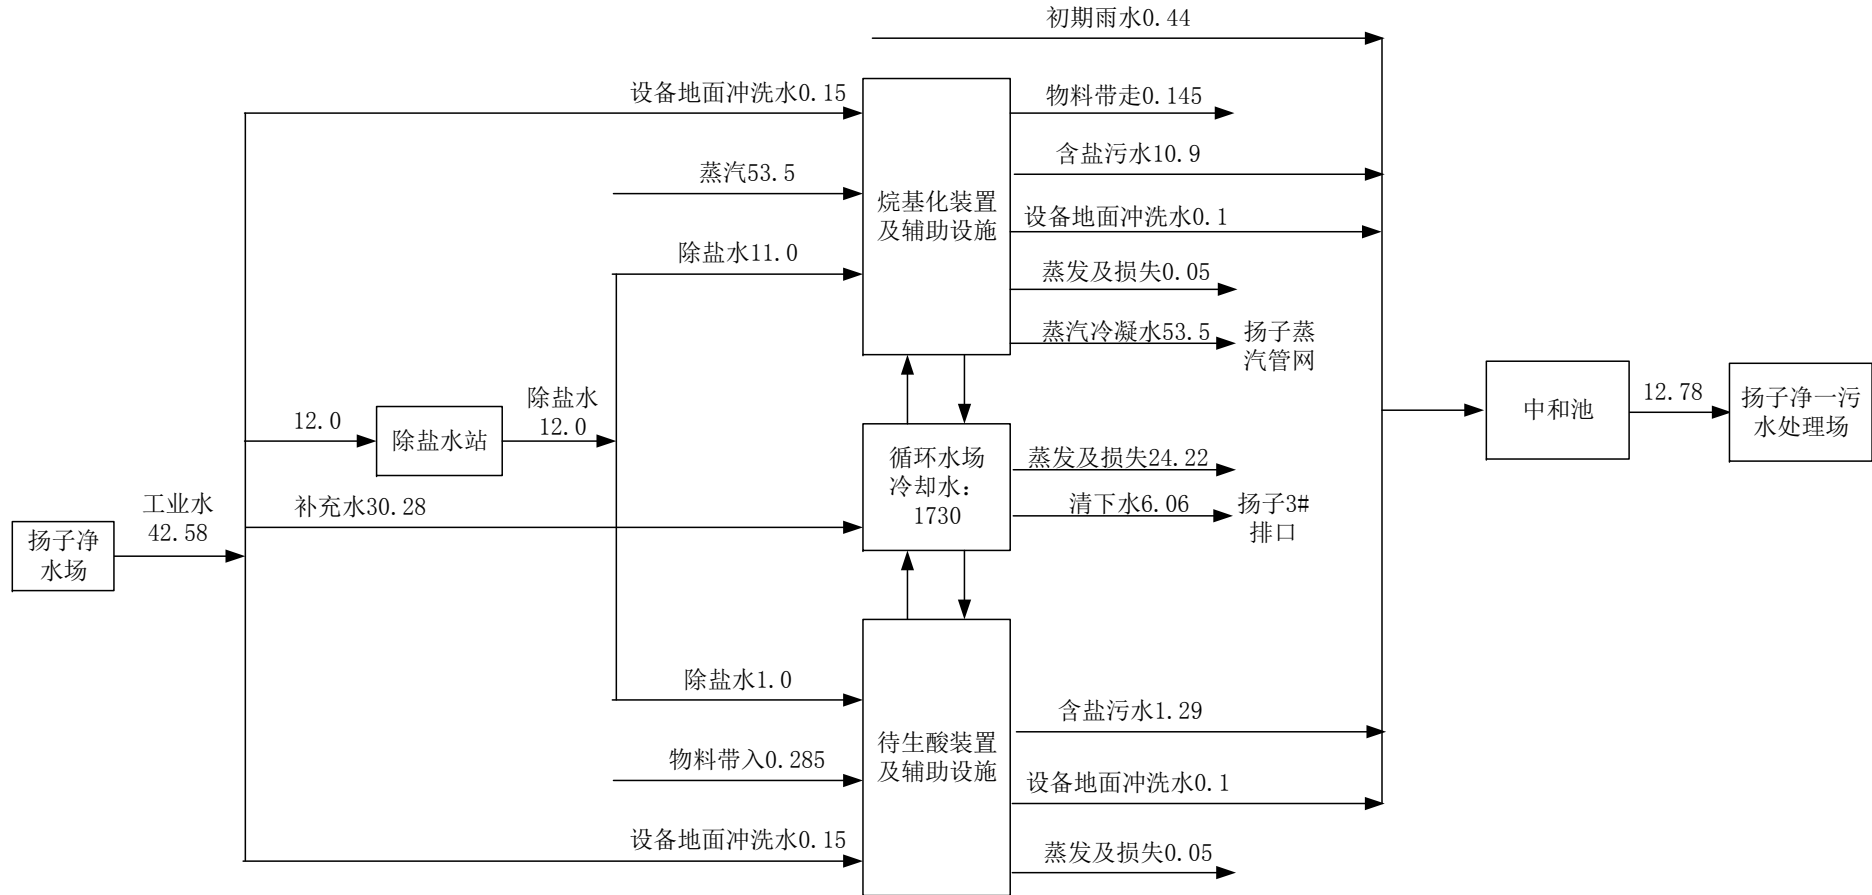 初期雨水0.44
设备地面冲洗水0.15
物料带走0.145
含盐污水10.9
蒸汽53.5
烷基化装置
及辅助设施
设备地面冲洗水0.1
除盐水11.0
蒸发及损失0.05
蒸汽冷凝水53.5
扬子蒸
汽管网
12.0
除盐水站
除盐水
12.0
循环水场
冷却水:
1730
蒸发及损失24.22
清下水6.06
扬子3#
排口
中和池
12.78
扬子净一污
水处理场
工业水
42.58
补充水30.28
扬子净
水场
除盐水1.0
含盐污水1.29
物料带入0.285
待生酸装置
及辅助设施
设备地面冲洗水0.1
设备地面冲洗水0.15
蒸发及损失0.05